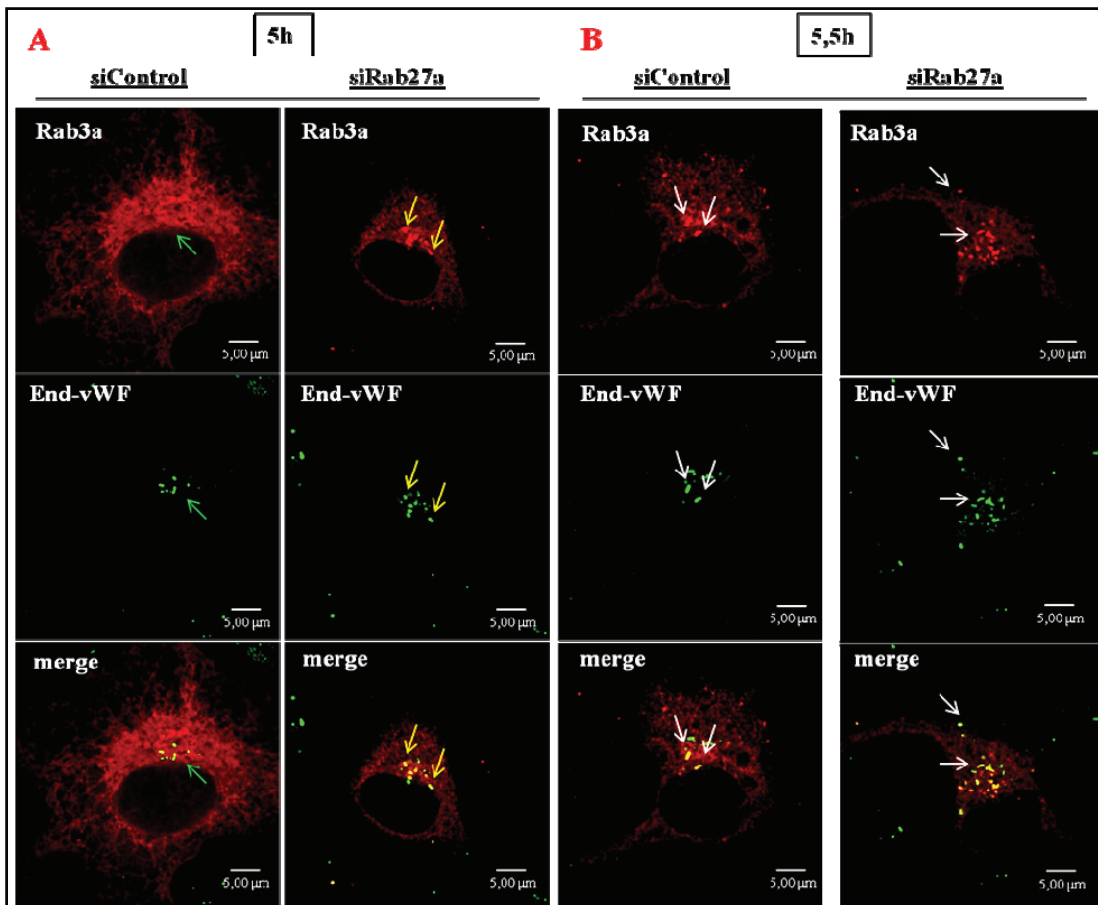 A 5h B 5,5h
siControl siRab27a siControl siRab27a
Rab3a Rab3a Rab3a Rab3a
5,00 µm 5,00 µm 5,00 µm 5,00 µm
End-vWF End-vWF End-vWF End-vWF
5,00 µm 5,00 µm 5,00 µm 5,00 µm
merge merge merge merge
5,00 µm 5,00 µm 5,00 µm 5,00 µm